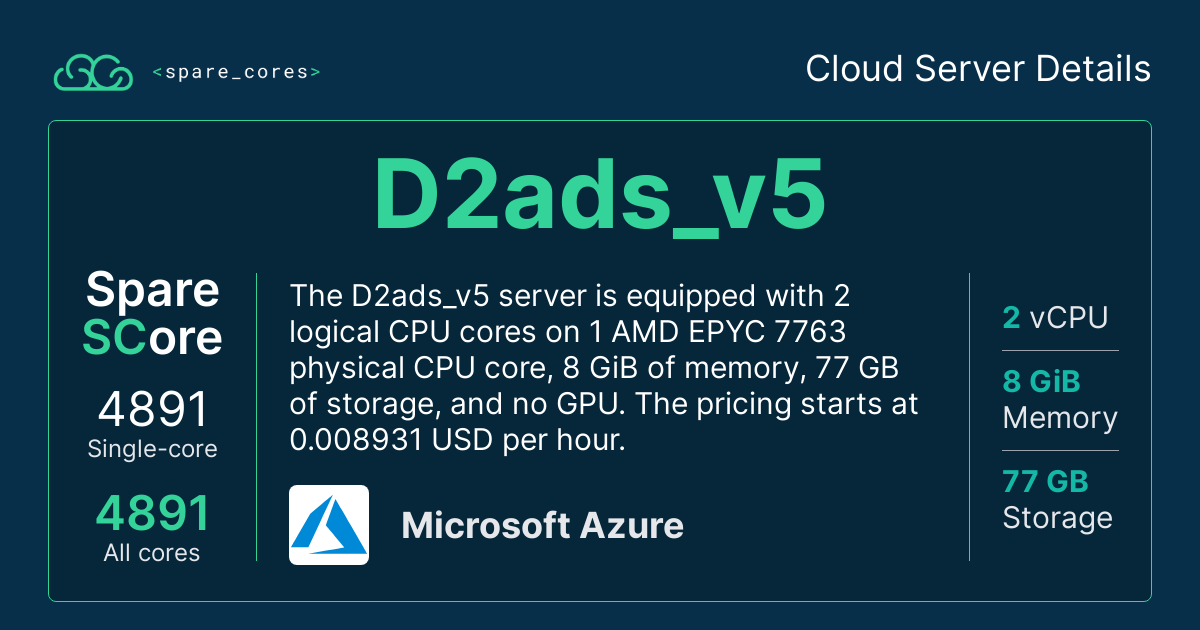 <spare_cores>
Cloud Server Details
D2ads_v5
Spare
SCore
4891
Single-core
4891
All cores
The D2ads_v5 server is equipped with 2
logical CPU cores on 1 AMD EPYC 7763
physical CPU core, 8 GiB of memory, 77 GB
of storage, and no GPU. The pricing starts at
0.008931 USD per hour.
Microsoft Azure
2 vCPU
8 GiB
Memory
77 GB
Storage